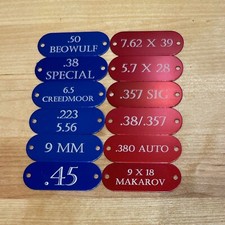 .50
BEOWULF
.38
SPECIAL
6.5
CREEDMOOR
.223
5.56
9 MM
.45
7.62 X 39
5.7 X 28
.357 SIG
.38/.357
.380 AUTO
9 X 18
MAKAROV